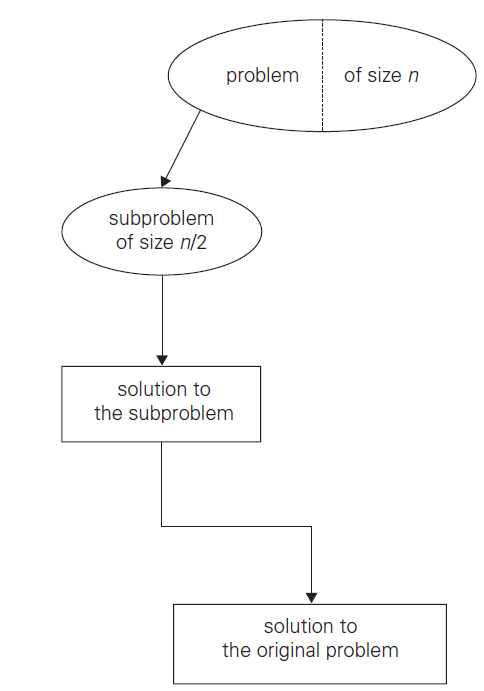 problem of size n
subproblem
of size n/2
solution to
the subproblem
solution to
the original problem